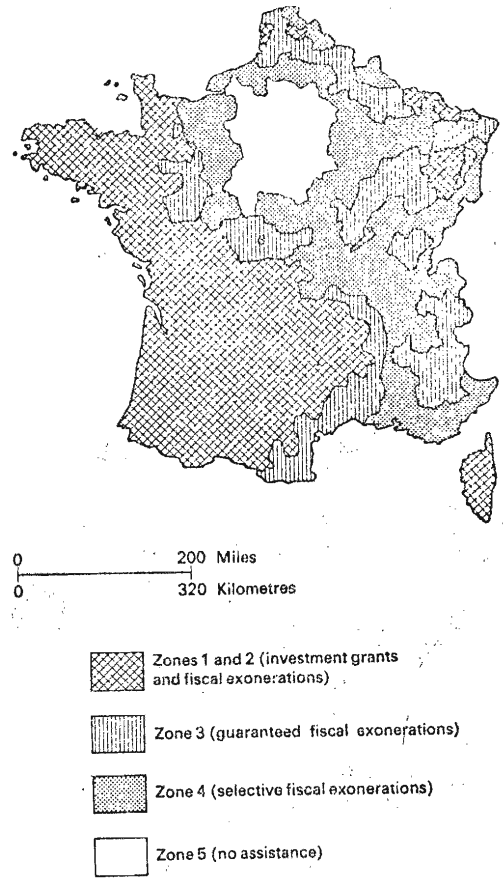 0 200 Miles
0 320 Kilometres
Zones 1 and 2 (investment grants
and fiscal exonerations)
Zone 3 (guaranteed fiscal exonerations)
Zone 4 (selective fiscal exonerations)
Zone 5 (no assistance)